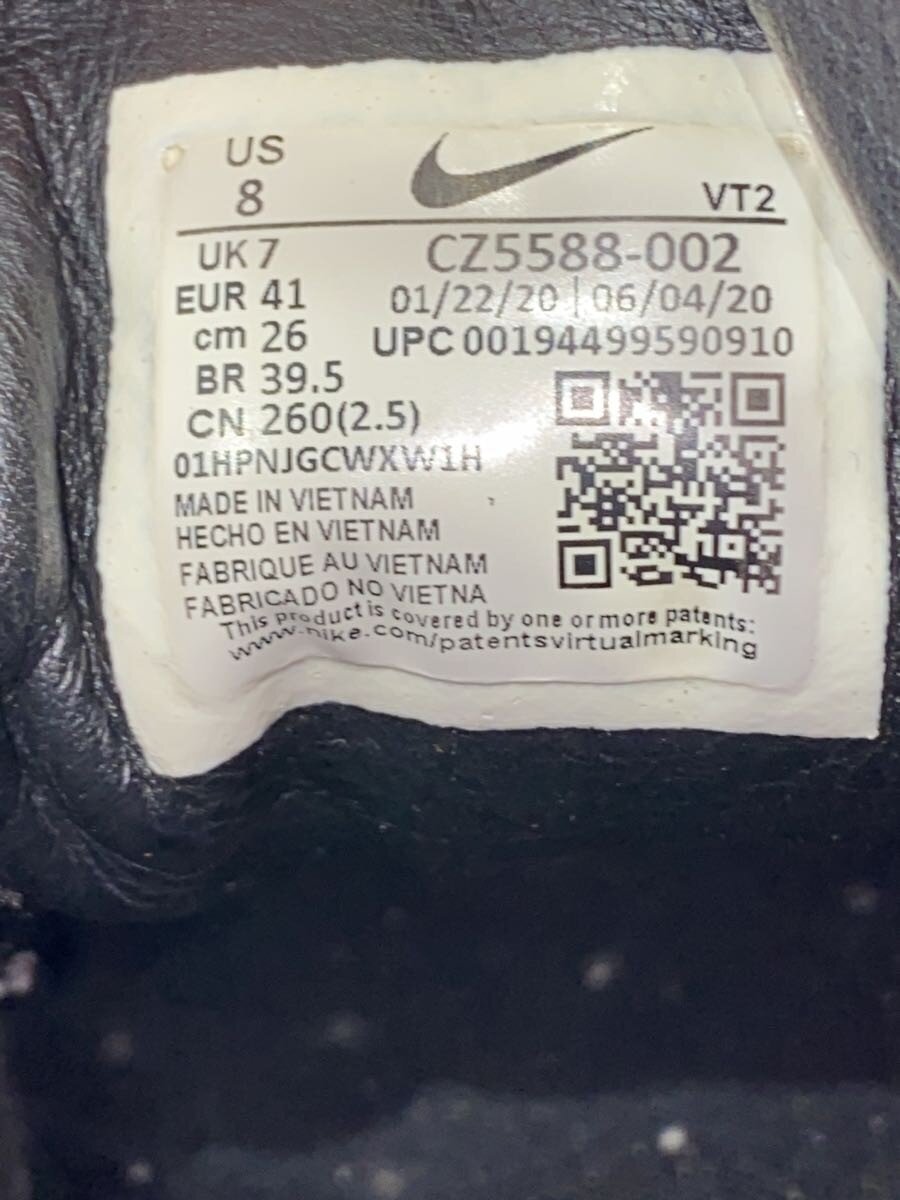 US
8
VT2
UK 7
CZ5588-002
EUR 41
01/22/20 | 06/04/20
cm 26
UPC 00194499590910
BR 39.5
CN 260(2.5)
01HPNJGCWXW1H
MADE IN VIETNAM
HECHO EN VIETNAM
FABRIQUE AU VIETNAM
FABRICADO NO VIETNA
This product is covered by one or more patents:
www.nike.com/patentsvirtualmarking